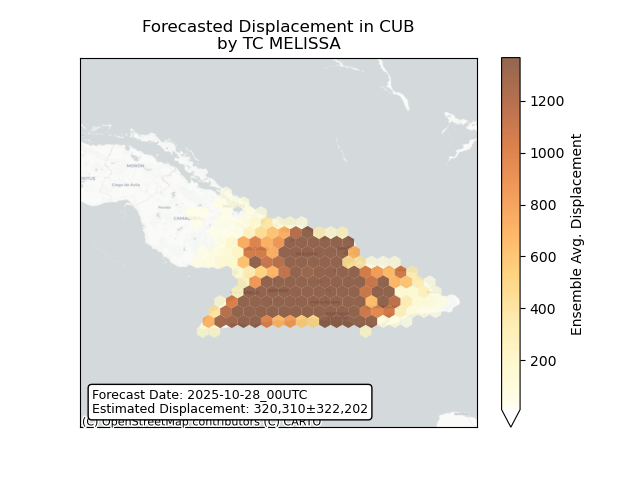 Forecasted Displacement in CUB
by TC MELISSA
1200
1000
800
600
400
200
Ensemble Avg. Displacement
Forecast Date: 2025-10-28_00UTC
Estimated Displacement: 320,310±322,202
(C) OpenStreetMap contributors (C) CARTO